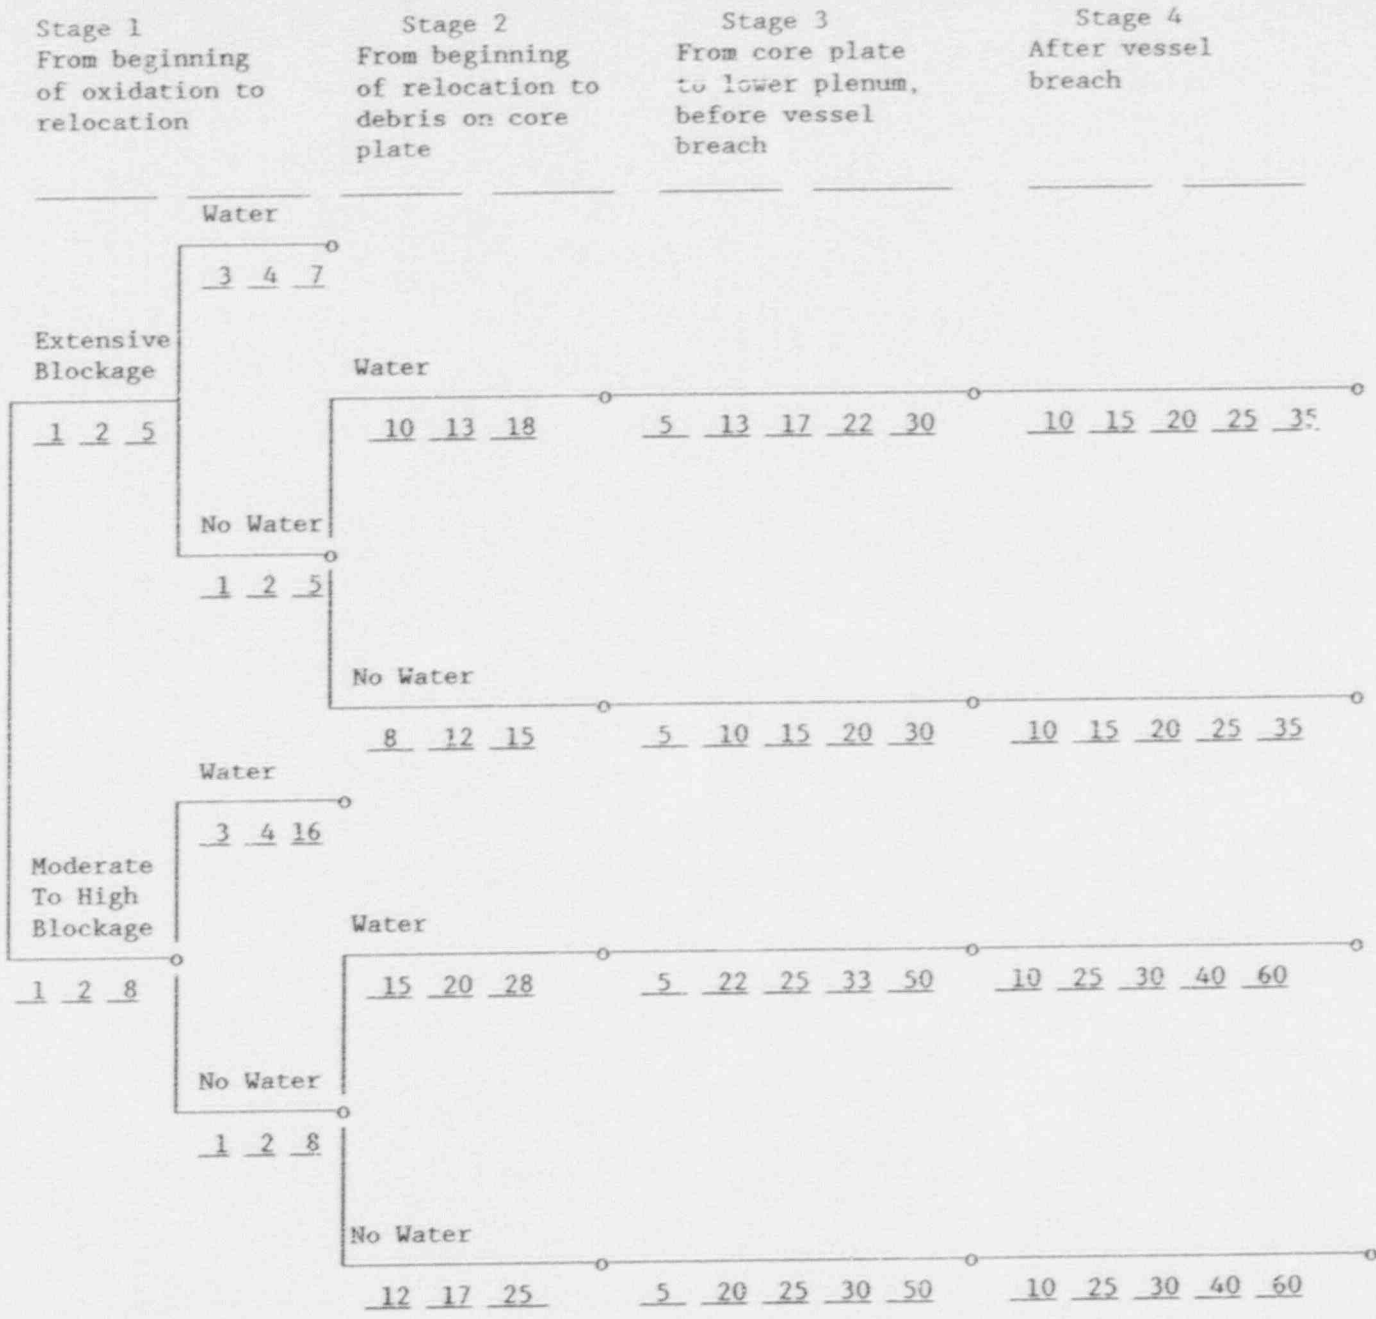 Stage 1
From beginning
of oxidation to
relocation
Stage 2
From beginning
of relocation to
debris on core
plate
Stage 3
From core plate
to lower plenum,
before vessel
breach
Stage 4
After vessel
breach
Water
3 4 7
Extensive
Blockage
1 2 5
Water
10 13 18
5 13 17 22 30
10 15 20 25 35
No Water
1 2 5
No Water
8 12 15
5 10 15 20 30
10 15 20 25 35
Water
3 4 16
Moderate
To High
Blockage
1 2 8
Water
15 20 28
5 22 25 33 50
10 25 30 40 60
No Water
1 2 8
No Water
12 17 25
5 20 25 30 50
10 25 30 40 60